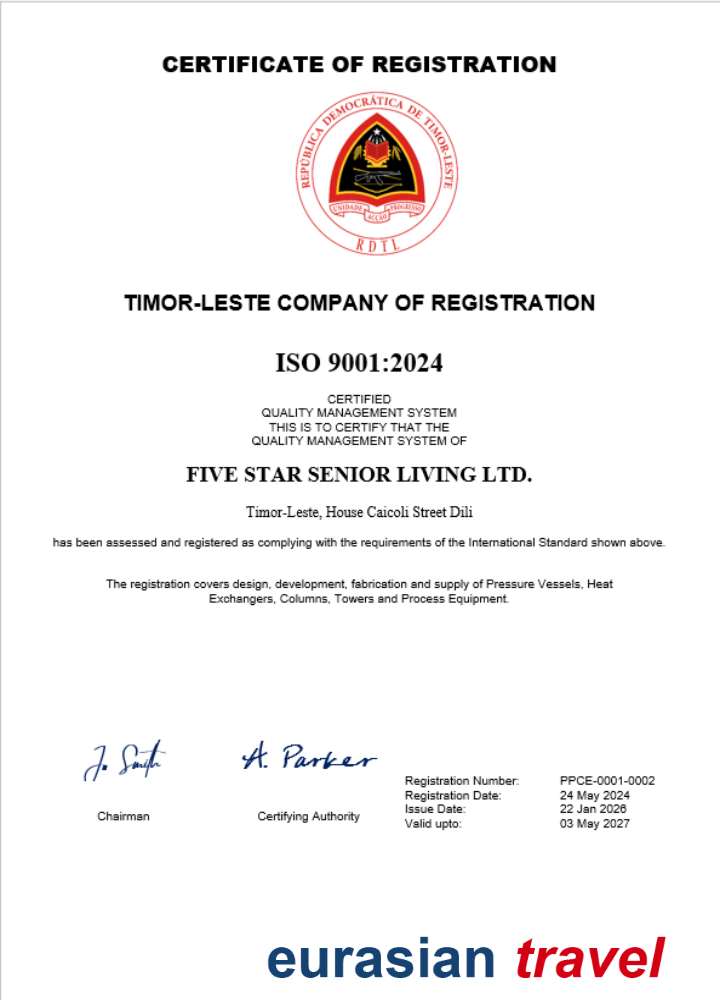 CERTIFICATE OF REGISTRATION
REPÚBLICA DEMOCRÁTICA DE TIMOR-LESTE
UNIDADE ACCÃO PROGRESSO
RDTL
TIMOR-LESTE COMPANY OF REGISTRATION
ISO 9001:2024
CERTIFIED
QUALITY MANAGEMENT SYSTEM
THIS IS TO CERTIFY THAT THE
QUALITY MANAGEMENT SYSTEM OF
FIVE STAR SENIOR LIVING LTD.
Timor-Leste, House Caicoli Street Dili
has been assessed and registered as complying with the requirements of the International Standard shown above.
The registration covers design, development, fabrication and supply of Pressure Vessels, Heat
Exchangers, Columns, Towers and Process Equipment.
Jo Smith
A. Parker
Chairman
Certifying Authority
Registration Number: PPCE-0001-0002
Registration Date: 24 May 2024
Issue Date: 22 Jan 2026
Valid upto: 03 May 2027
eurasian travel